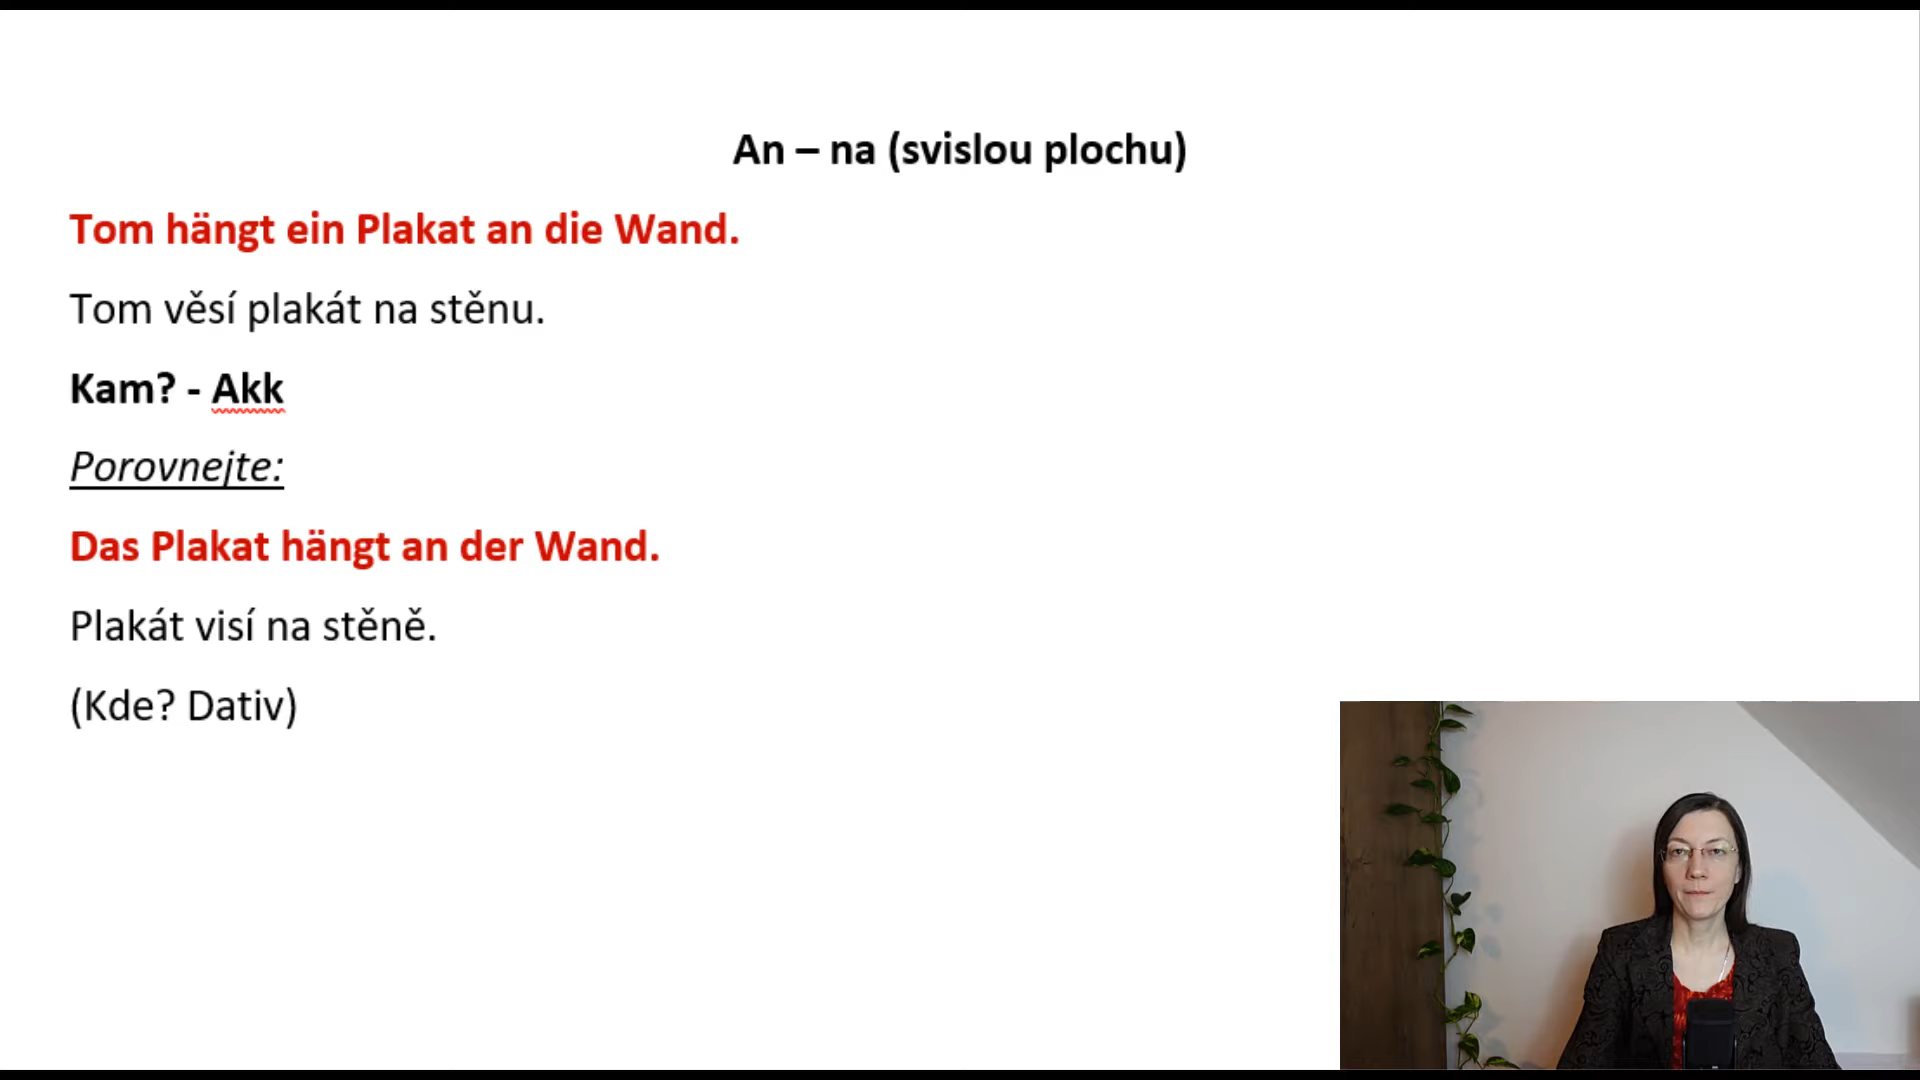 An – na (svislou plochu)
Tom hängt ein Plakat an die Wand.
Tom věsí plakát na stěnu.
Kam? - Akk
Porovnejte:
Das Plakat hängt an der Wand.
Plakát visí na stěně.
(Kde? Dativ)